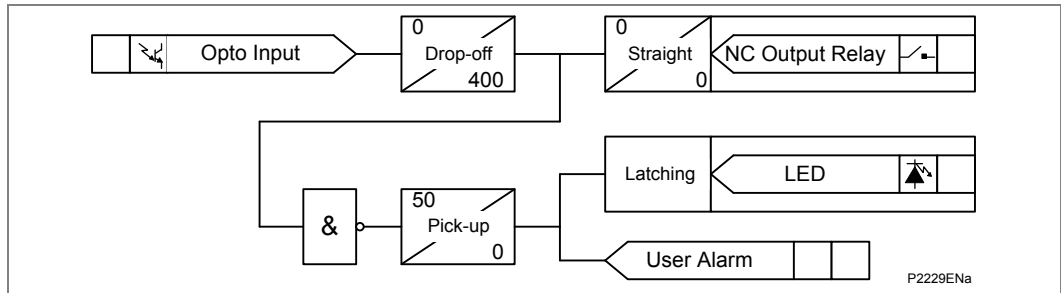 0
Opto Input
Drop-off
400
0
Straight
0
NC Output Relay
Latching
LED
&
50
Pick-up
0
User Alarm
P2229ENa